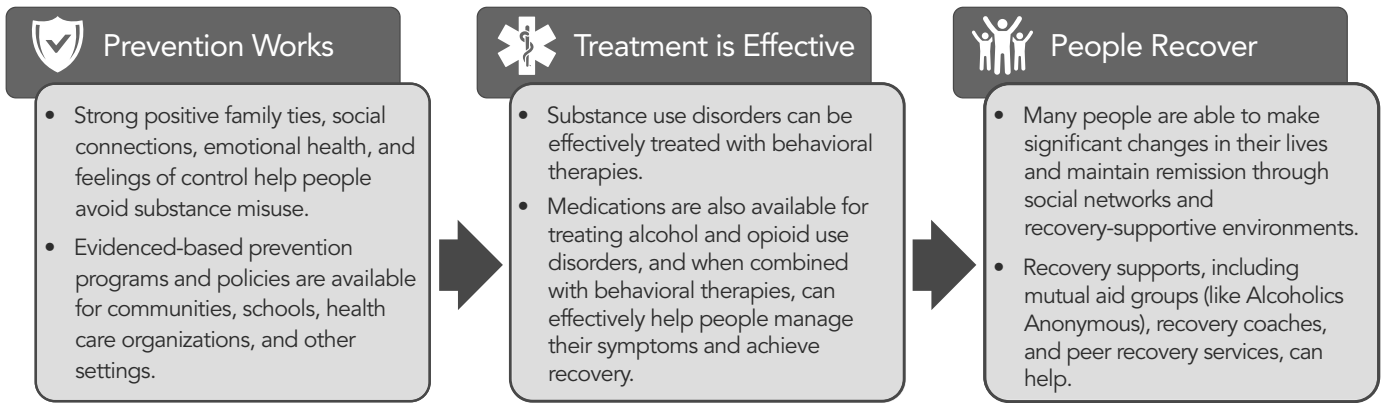 Prevention Works
• Strong positive family ties, social
connections, emotional health, and
feelings of control help people
avoid substance misuse.
• Evidenced-based prevention
programs and policies are available
for communities, schools, health
care organizations, and other
settings.
Treatment is Effective
• Substance use disorders can be
effectively treated with behavioral
therapies.
• Medications are also available for
treating alcohol and opioid use
disorders, and when combined
with behavioral therapies, can
effectively help people manage
their symptoms and achieve
recovery.
People Recover
• Many people are able to make
significant changes in their lives
and maintain remission through
social networks and
recovery-supportive environments.
• Recovery supports, including
mutual aid groups (like Alcoholics
Anonymous), recovery coaches,
and peer recovery services, can
help.